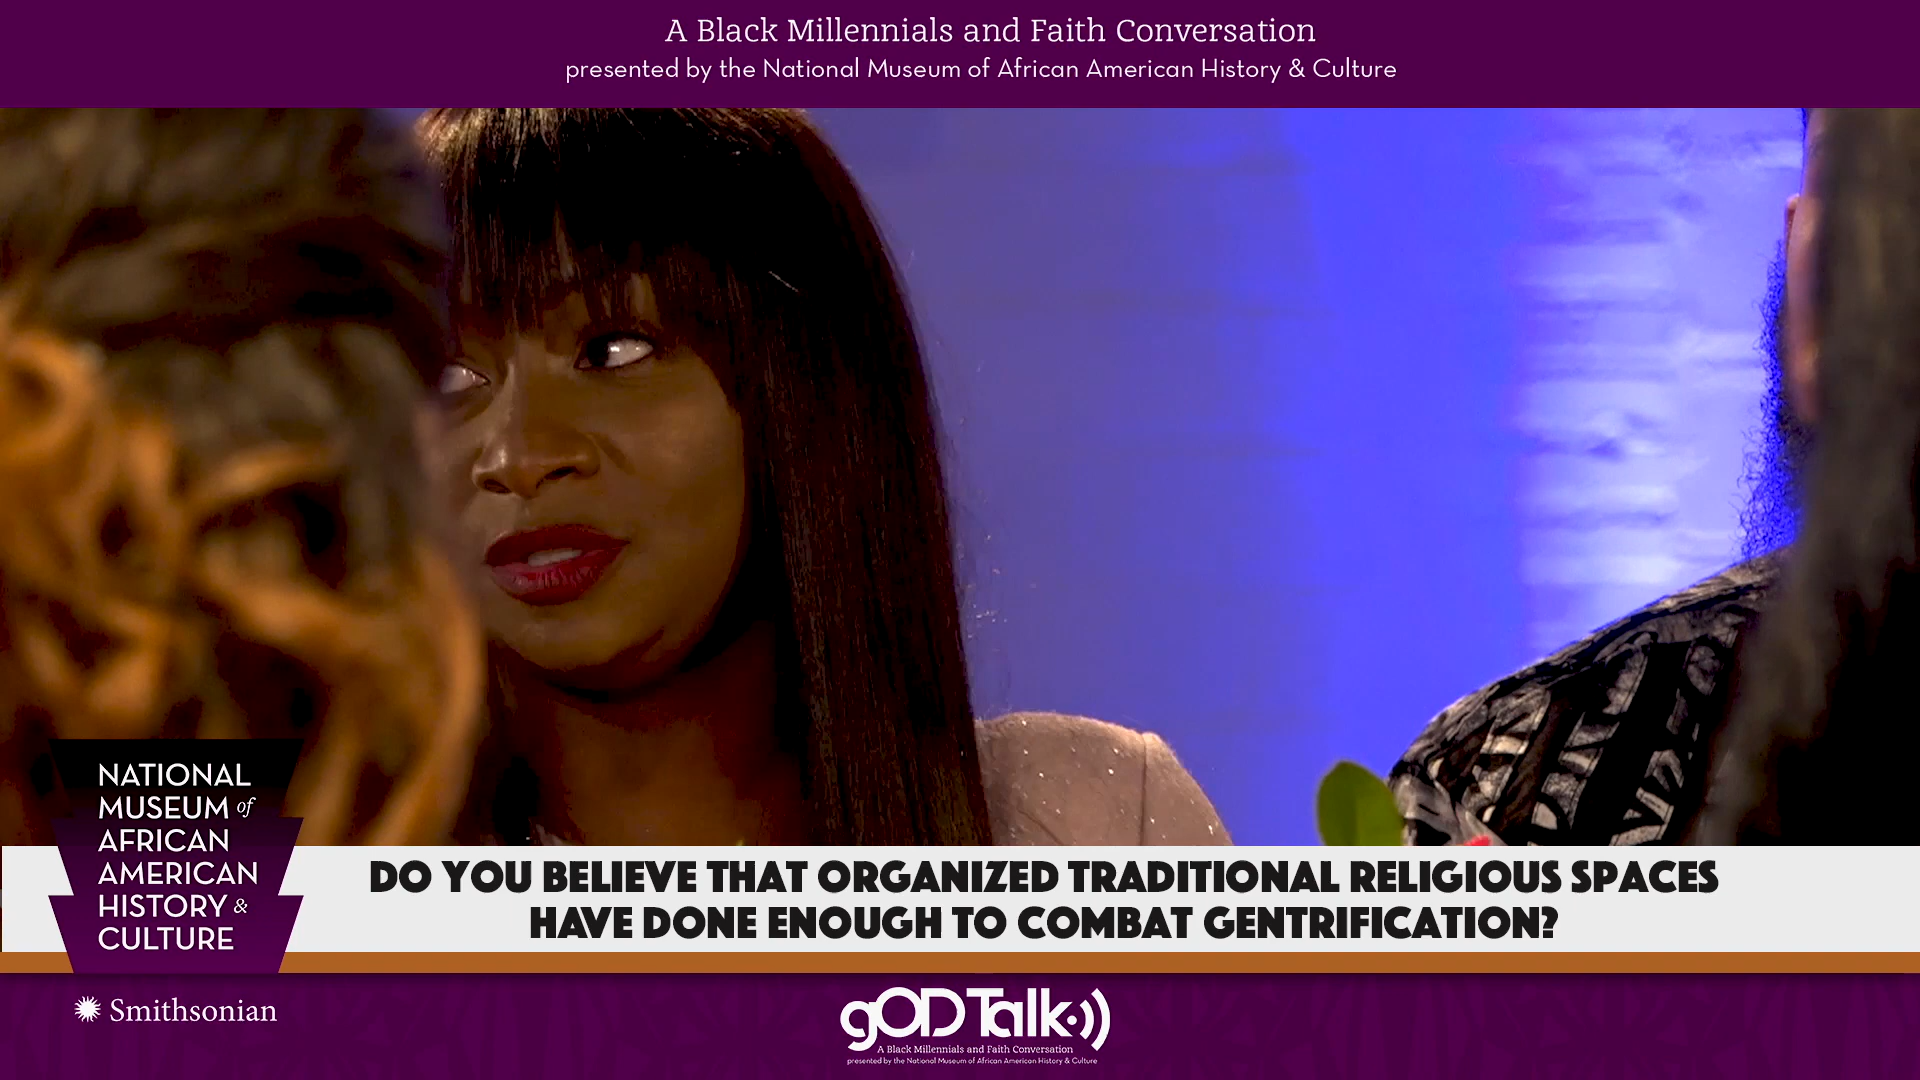 A Black Millennials and Faith Conversation
presented by the National Museum of African American History & Culture
NATIONAL
MUSEUM of
AFRICAN
AMERICAN
HISTORY &
CULTURE
DO YOU BELIEVE THAT ORGANIZED TRADITIONAL RELIGIOUS SPACES
HAVE DONE ENOUGH TO COMBAT GENTRIFICATION?
Smithsonian
gOD Talk
A Black Millennials and Faith Conversation
presented by the National Museum of African American History & Culture